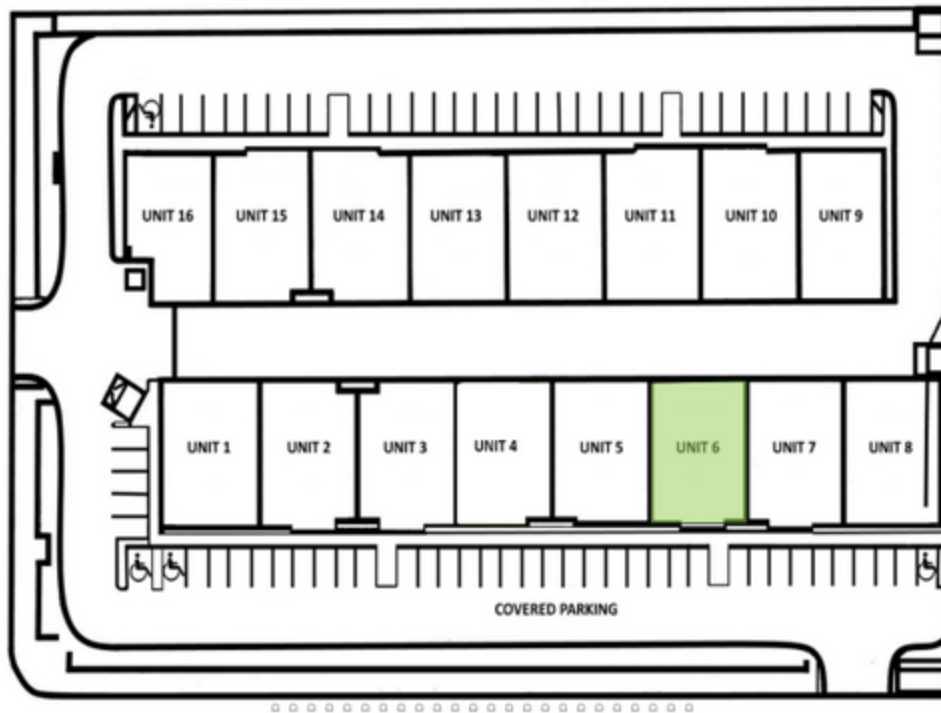 UNIT 16
UNIT 15
UNIT 14
UNIT 13
UNIT 12
UNIT 11
UNIT 10
UNIT 9
UNIT 1
UNIT 2
UNIT 3
UNIT 4
UNIT 5
UNIT 6
UNIT 7
UNIT 8
COVERED PARKING